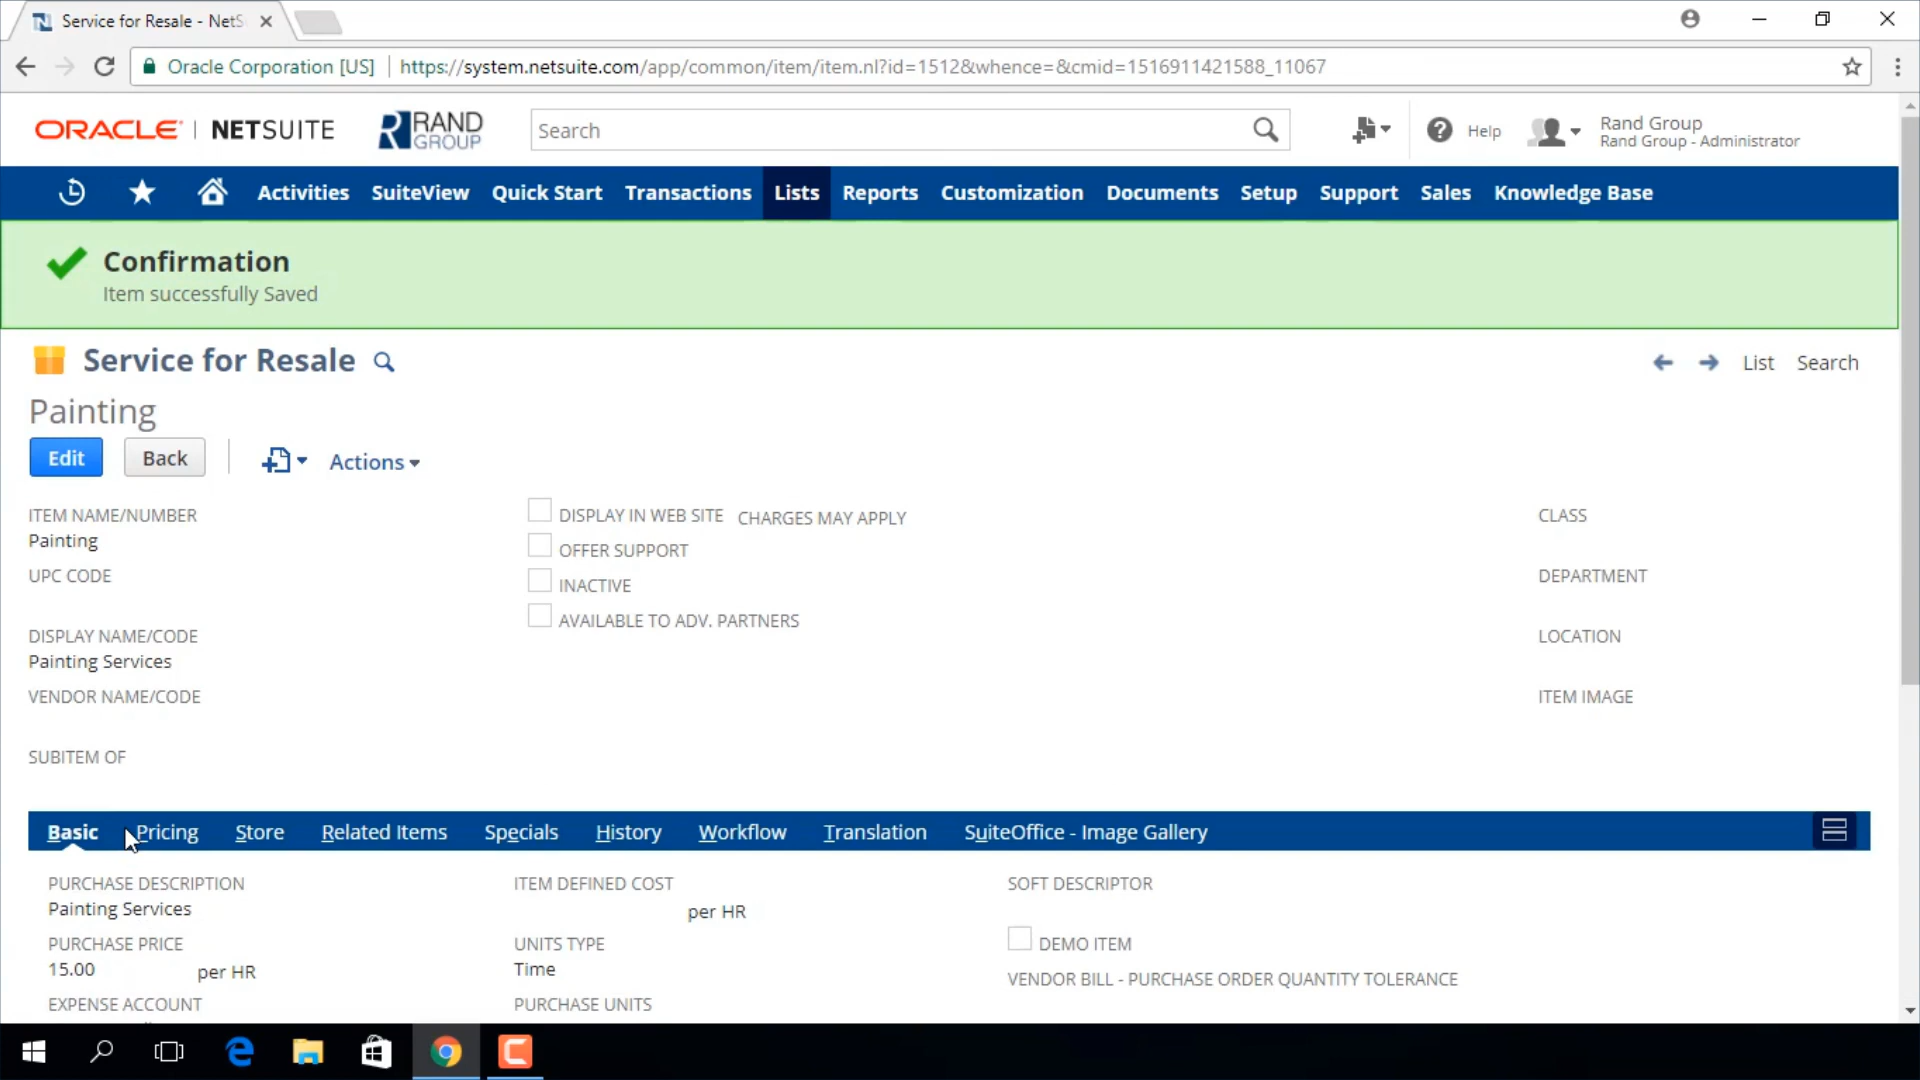 Service for Resale - NetS
Oracle Corporation [US] https://system.netsuite.com/app/common/item/item.nl?id=1512&whence=&cmid=1516911421588_11067
ORACLE | NETSUITE RAND GROUP Search Help Rand Group
Rand Group - Administrator
Activities SuiteView Quick Start Transactions Lists Reports Customization Documents Setup Support Sales Knowledge Base
Confirmation
Item successfully Saved
Service for Resale List Search
Painting
Edit Back Actions
ITEM NAME/NUMBER
Painting
UPC CODE
DISPLAY NAME/CODE
Painting Services
VENDOR NAME/CODE
SUBITEM OF
DISPLAY IN WEB SITE CHARGES MAY APPLY
OFFER SUPPORT
INACTIVE
AVAILABLE TO ADV. PARTNERS
CLASS
DEPARTMENT
LOCATION
ITEM IMAGE
Basic Pricing Store Related Items Specials History Workflow Translation SuiteOffice - Image Gallery
PURCHASE DESCRIPTION
Painting Services
PURCHASE PRICE
15.00 per HR
EXPENSE ACCOUNT
ITEM DEFINED COST
per HR
UNITS TYPE
Time
PURCHASE UNITS
SOFT DESCRIPTOR
DEMO ITEM
VENDOR BILL - PURCHASE ORDER QUANTITY TOLERANCE